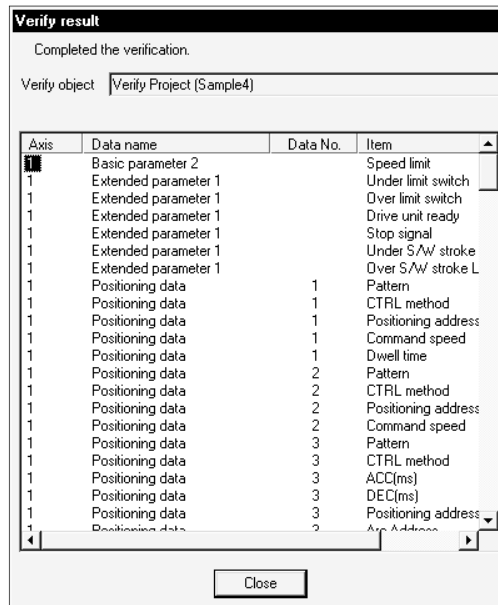 Verify result
Completed the verification.
Verify object Verify Project (Sample4)
Axis Data name Data No. Item
1 Basic parameter 2 Speed limit
1 Extended parameter 1 Under limit switch
1 Extended parameter 1 Over limit switch
1 Extended parameter 1 Drive unit ready
1 Extended parameter 1 Stop signal
1 Extended parameter 1 Under S/W stroke
1 Extended parameter 1 Over S/W stroke L
1 Positioning data 1 Pattern
1 Positioning data 1 CTRL method
1 Positioning data 1 Positioning address
1 Positioning data 1 Command speed
1 Positioning data 1 Dwell time
1 Positioning data 2 Pattern
1 Positioning data 2 CTRL method
1 Positioning data 2 Positioning address
1 Positioning data 2 Command speed
1 Positioning data 3 Pattern
1 Positioning data 3 CTRL method
1 Positioning data 3 ACC(ms)
1 Positioning data 3 DEC(ms)
1 Positioning data 3 Positioning address
1 Positioning data 3 Arc Address
Close